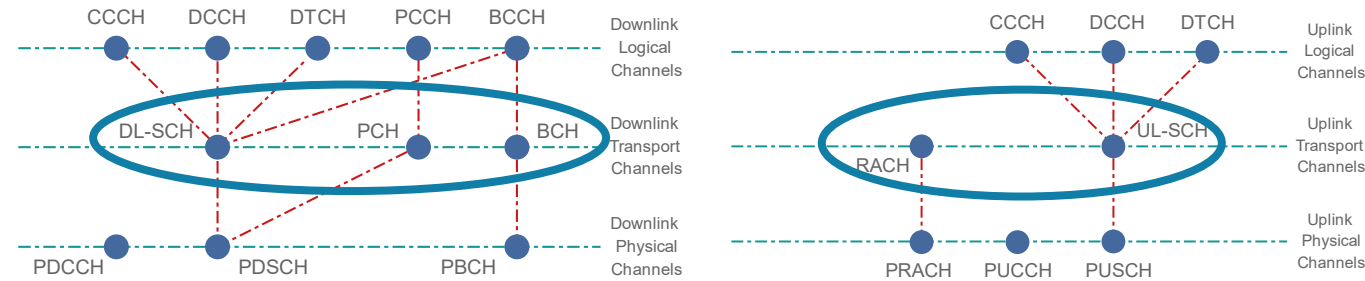 CCCH DCCH DTCH PCCH BCCH
Downlink
Logical
Channels
DL-SCH PCH BCH
Downlink
Transport
Channels
PDCCH PDSCH PBCH
Downlink
Physical
Channels
CCCH DCCH DTCH
Uplink
Logical
Channels
RACH UL-SCH
Uplink
Transport
Channels
PRACH PUCCH PUSCH
Uplink
Physical
Channels